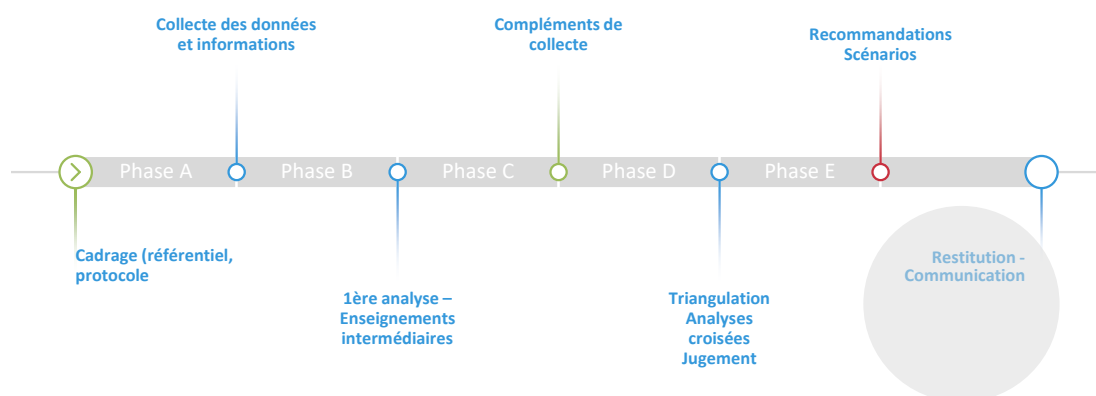 Collecte des données
et informations
Compléments de
collecte
Recommandations
Scénarios
Phase A
Phase B
Phase C
Phase D
Phase E
Cadrage (référentiel,
protocole
1ère analyse –
Enseignements
intermédiaires
Triangulation
Analyses
croisées
Jugement
Restitution -
Communication